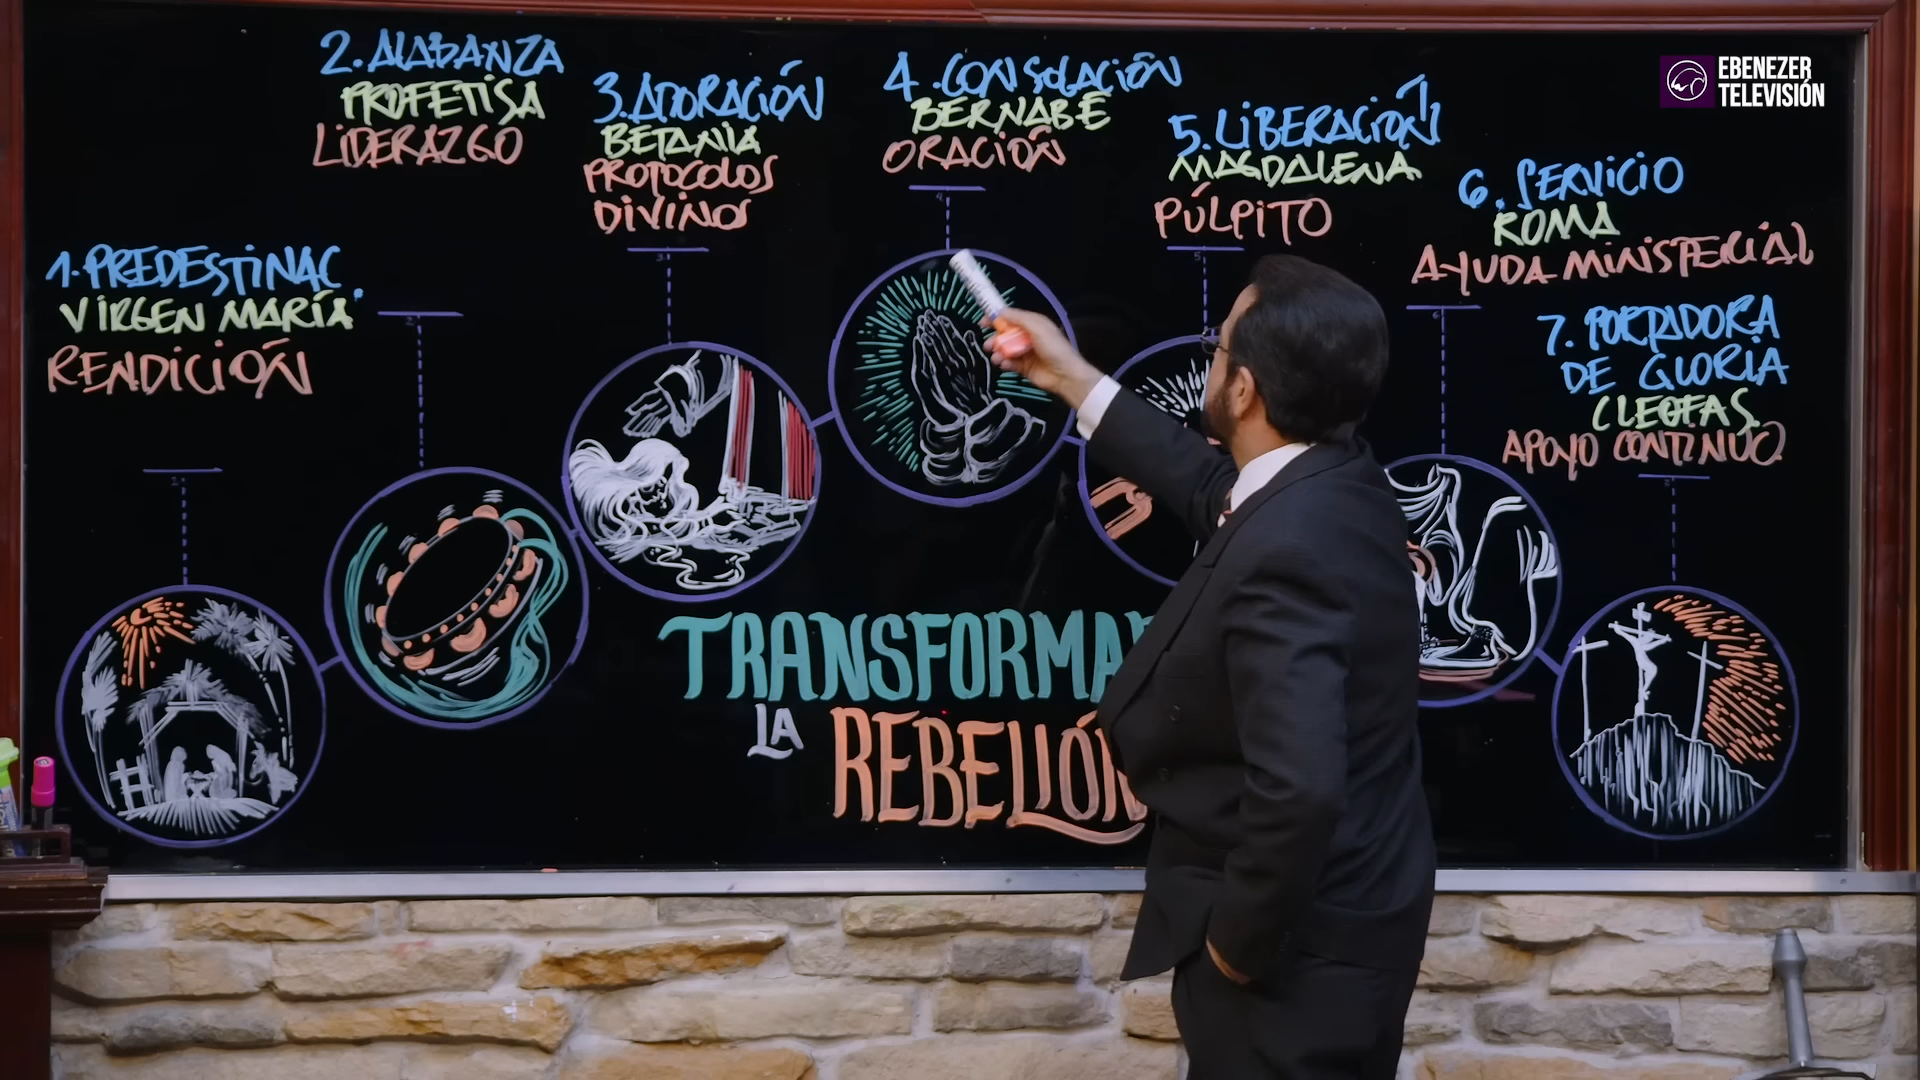 1. PREDESTINAC.
VIRGEN MARÍA
RENDICIÓN
2. ALABANZA
PROFETISA
LIDERAZGO
3. ADORACIÓN
BETANIA
PROTOCOLOS
DIVINOS
4. CONSOLACIÓN
BERNABE
ORACIÓN
5. LIBERACIÓN
MAGDALENA
PÚLPITO
6. SERVICIO
ROMA
AYUDA MINISTERIAL
7. PORTADORA
DE GLORIA
CLEOFAS
APOYO CONTINUO
TRANSFORMA
LA
REBELIÓN
EBENEZER
TELEVISIÓN